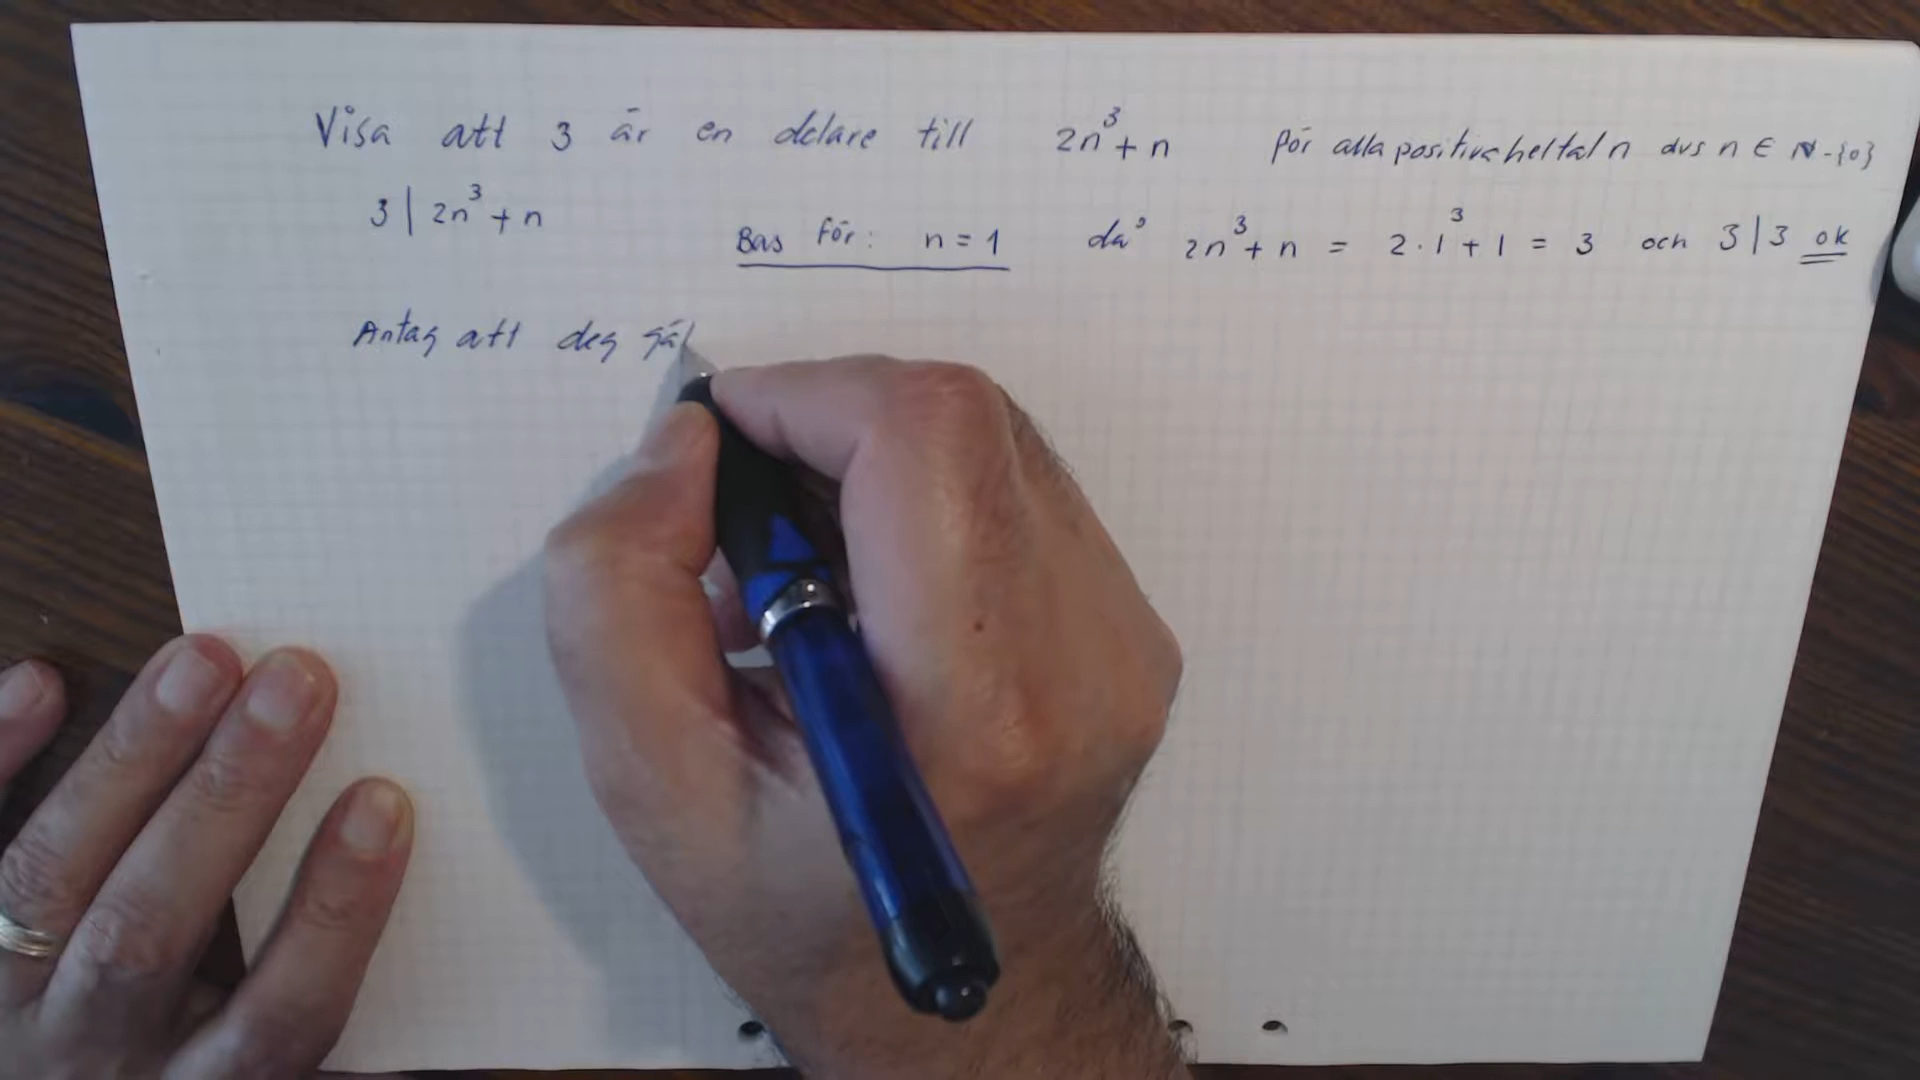 Visa att 3 är en delare till 2n³+n för alla positiva heltal n dvs n ∈ N-{0}
3 | 2n³+n
Bas för: n = 1 då 2n³+n = 2·1³+1 = 3 och 3|3 ok
Antag att deg gäl